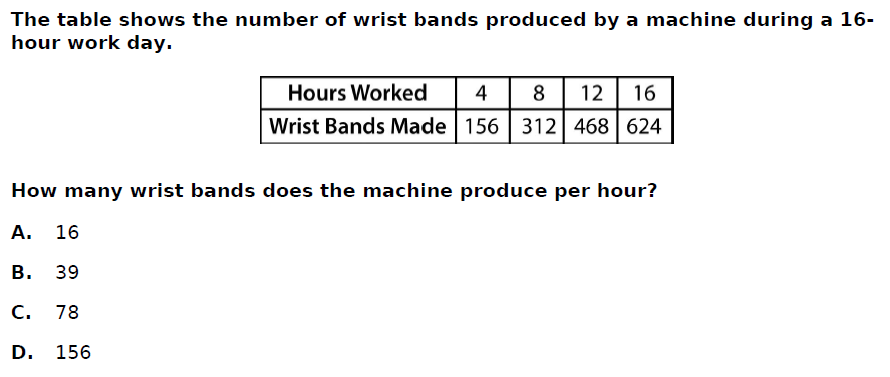 The table shows the number of wrist bands produced by a machine during a 16-
hour work day.
Hours Worked 4 8 12 16
Wrist Bands Made 156 312 468 624
How many wrist bands does the machine produce per hour?
A. 16
B. 39
C. 78
D. 156